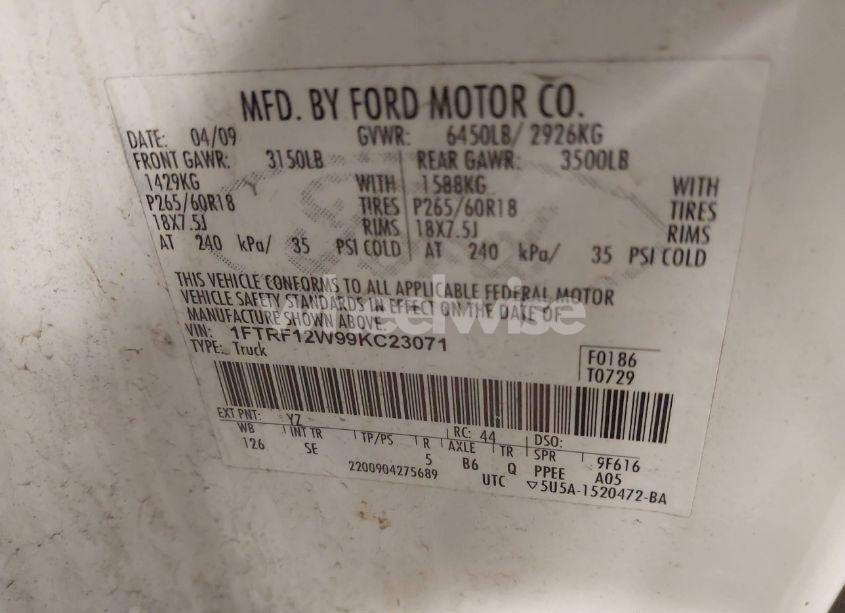 MFD. BY FORD MOTOR CO.
DATE: 04/09 GVWR: 6450LB/ 2926KG
FRONT GAWR: 3150LB REAR GAWR: 3500LB
1429KG WITH 1588KG WITH
P265/60R18 TIRES P265/60R18 TIRES
18X7.5J RIMS 18X7.5J RIMS
AT 240 kPa/ 35 PSI COLD AT 240 kPa/ 35 PSI COLD
THIS VEHICLE CONFORMS TO ALL APPLICABLE FEDERAL MOTOR
VEHICLE SAFETY STANDARDS IN EFFECT ON THE DATE OF
MANUFACTURE SHOWN ABOVE.
VIN: 1FTRF12W99KC23071
TYPE: Truck
F0186
T0729
EXT PNT: YZ RC: 44 DSO:
WB INT TR TP/PS R AXLE TR SPR 9F616
126 SE 5 B6 Q PPEE A05
2200904275689 UTC ▽5U5A-1520472-BA